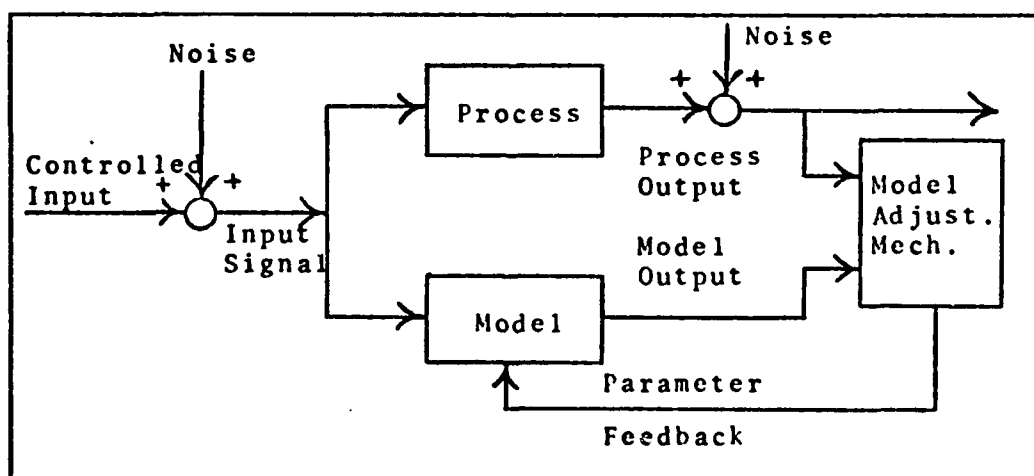 Noise
Noise
+
+
Process
Controlled
Input
+
+
Process
Output
Model
Adjust.
Mech.
Input
Signal
Model
Output
Model
Parameter
Feedback